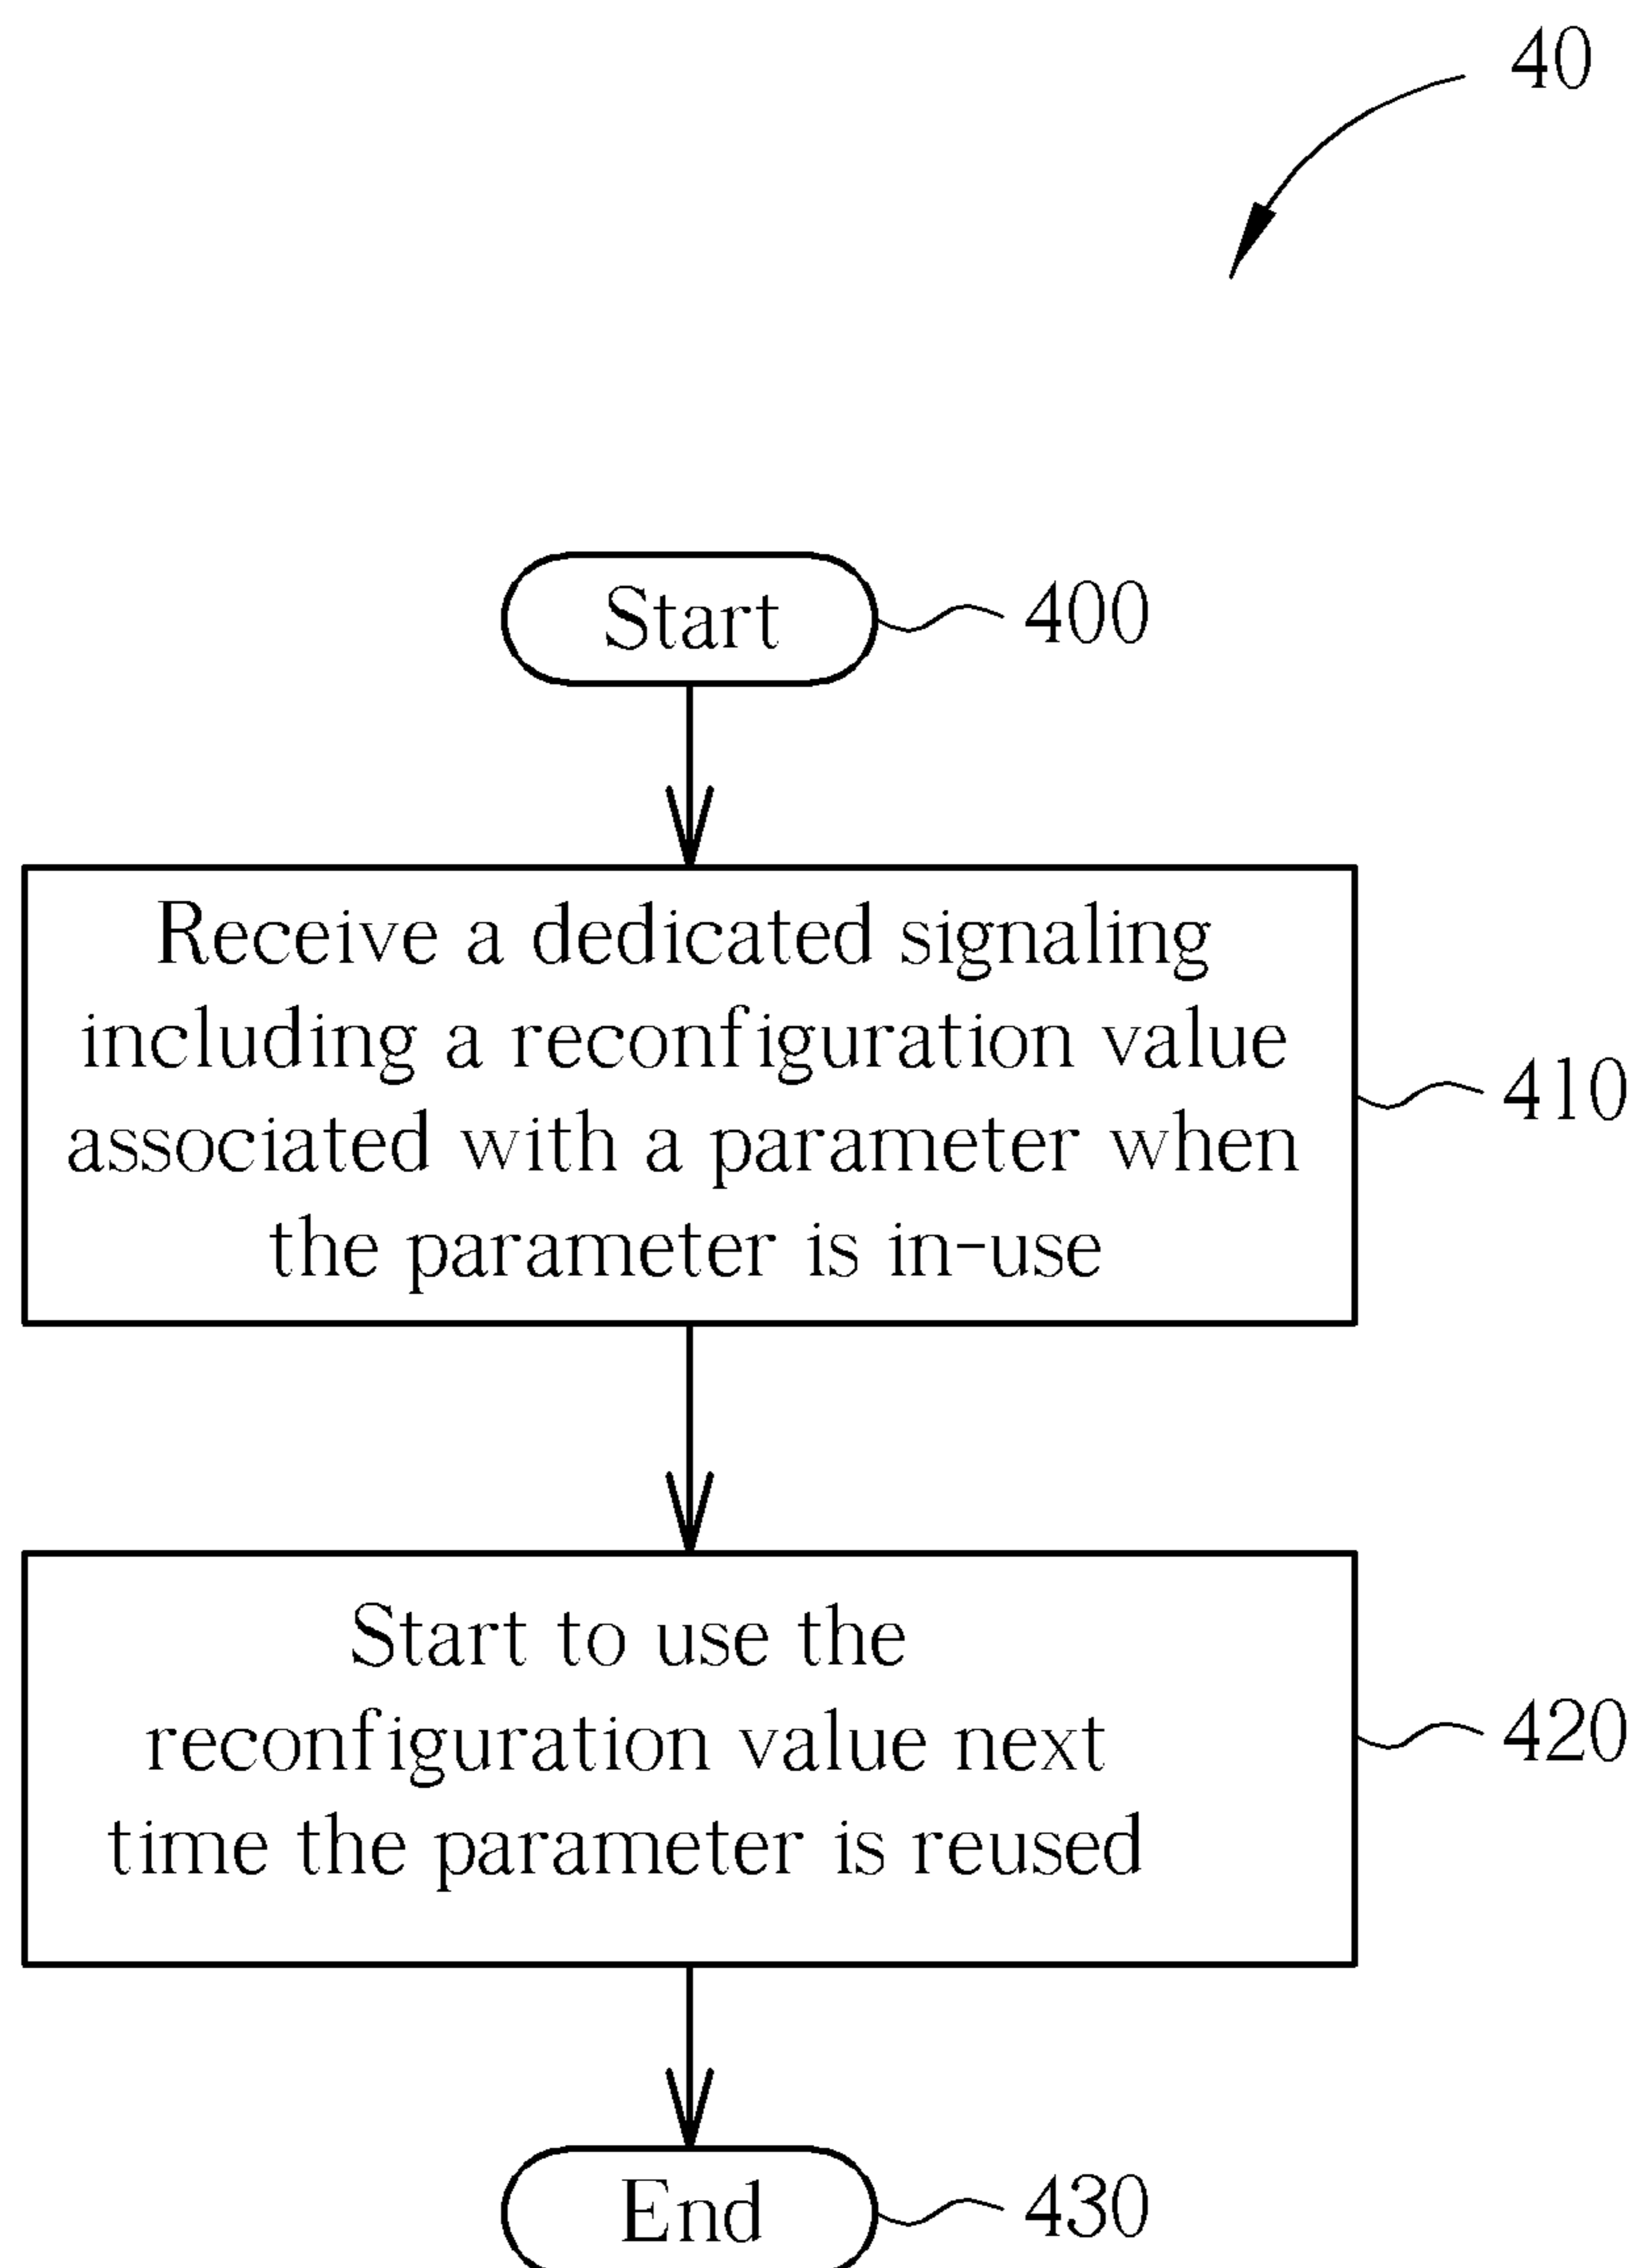 40
Start
400
Receive a dedicated signaling
including a reconfiguration value
associated with a parameter when
the parameter is in-use
410
Start to use the
reconfiguration value next
time the parameter is reused
420
End
430